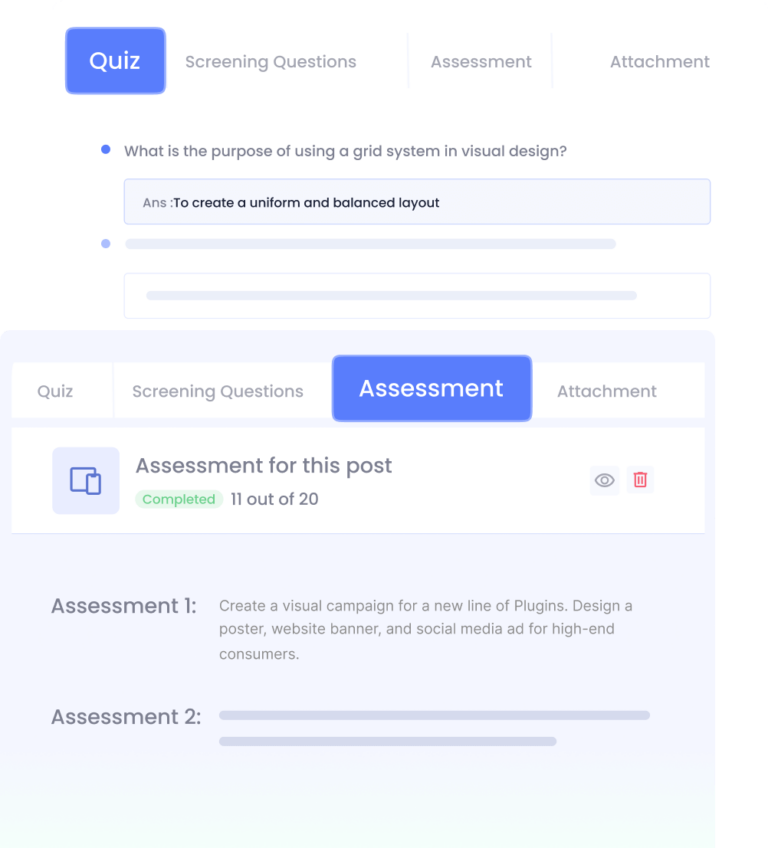 Quiz Screening Questions Assessment Attachment
What is the purpose of using a grid system in visual design?
Ans :To create a uniform and balanced layout
Quiz Screening Questions Assessment Attachment
Assessment for this post
Completed 11 out of 20
Assessment 1: Create a visual campaign for a new line of Plugins. Design a
poster, website banner, and social media ad for high-end
consumers.
Assessment 2: